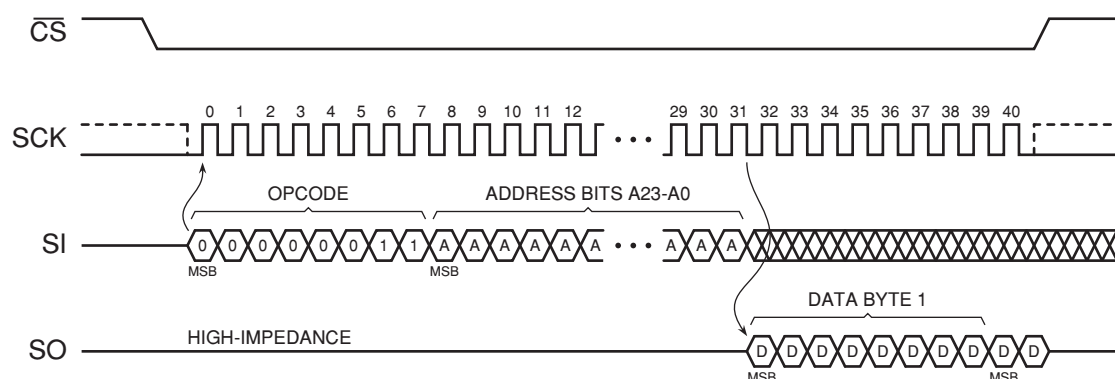 CS
0 1 2 3 4 5 6 7 8 9 10 11 12 29 30 31 32 33 34 35 36 37 38 39 40
SCK
OPCODE ADDRESS BITS A23-A0
SI 0 0 0 0 0 0 1 1 A A A A A A • • • A A A
MSB MSB
DATA BYTE 1
HIGH-IMPEDANCE
SO D D D D D D D D D D
MSB MSB